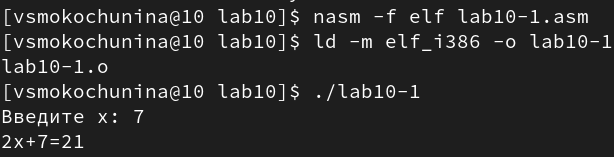 [vsmokochunina@10 lab10]$ nasm -f elf lab10-1.asm
[vsmokochunina@10 lab10]$ ld -m elf_i386 -o lab10-1
lab10-1.o
[vsmokochunina@10 lab10]$ ./lab10-1
Введите x: 7
2x+7=21